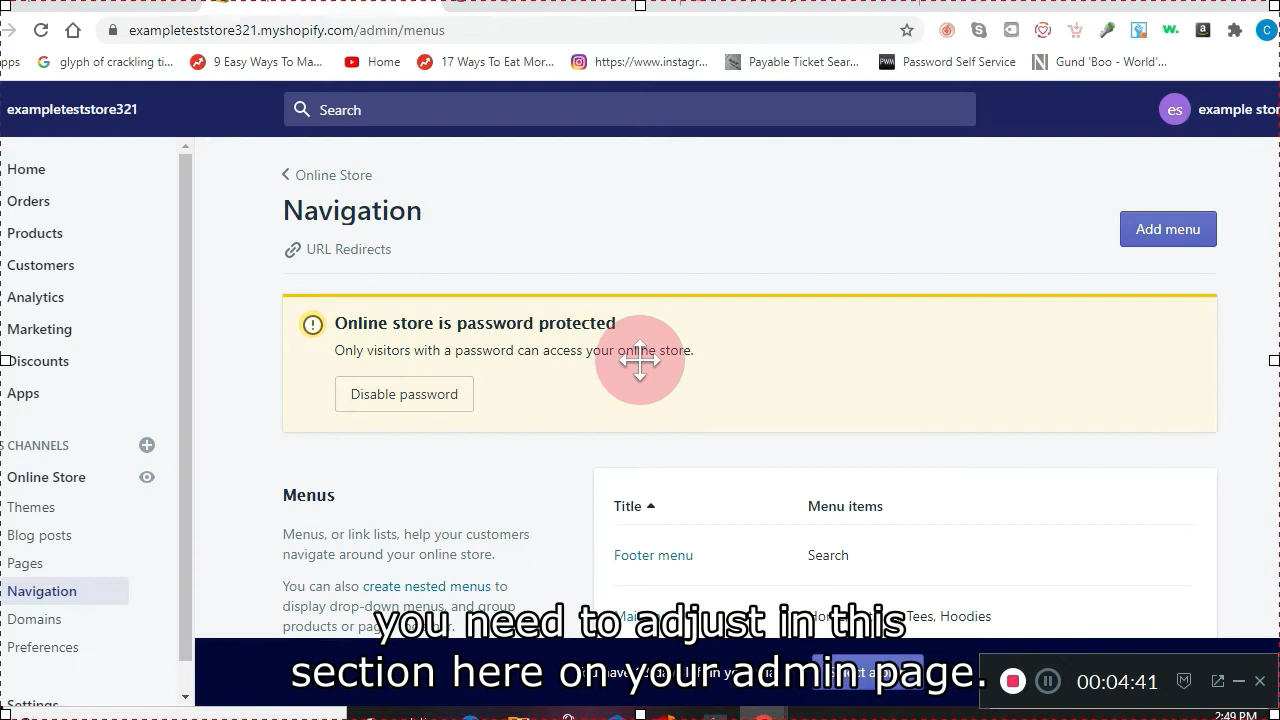 exampleteststore321.myshopify.com/admin/menus
apps
glyph of crackling ti...
9 Easy Ways To Ma...
Home
17 Ways To Eat Mor...
https://www.instagr...
Payable Ticket Sear...
PWM
Password Self Service
Gund 'Boo - World'...
C
exampleteststore321
Search
es
example stor
Home
Orders
Products
Customers
Analytics
Marketing
Discounts
Apps
S CHANNELS
Online Store
Themes
Blog posts
Pages
Navigation
Domains
Preferences
Settings
Online Store
Navigation
URL Redirects
Add menu
Online store is password protected
Only visitors with a password can access your online store.
Disable password
Menus
Menus, or link lists, help your customers
navigate around your online store.
You can also create nested menus to
display drop-down menus, and group
products or page
Title
Menu items
Footer menu
Search
Tees, Hoodies
you need to adjust in this
section here on your admin page.
00:04:41
2:49 PM